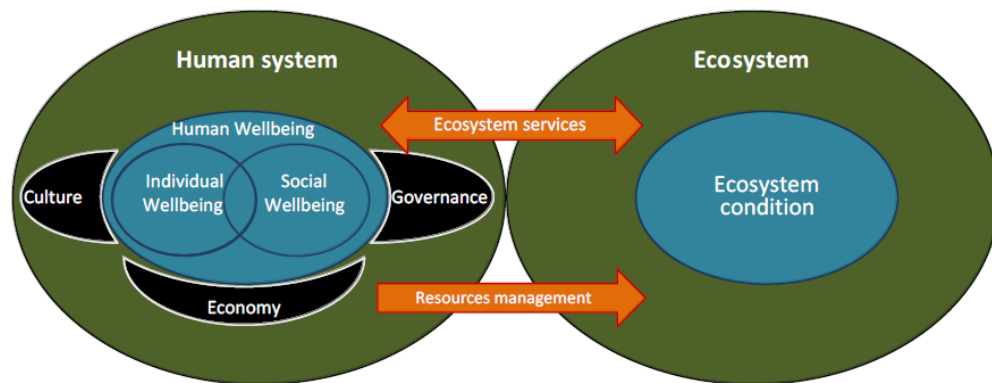 Human system
Ecosystem
Human Wellbeing
Ecosystem services
Culture
Individual
Wellbeing
Social
Wellbeing
Governance
Ecosystem
condition
Economy
Resources management